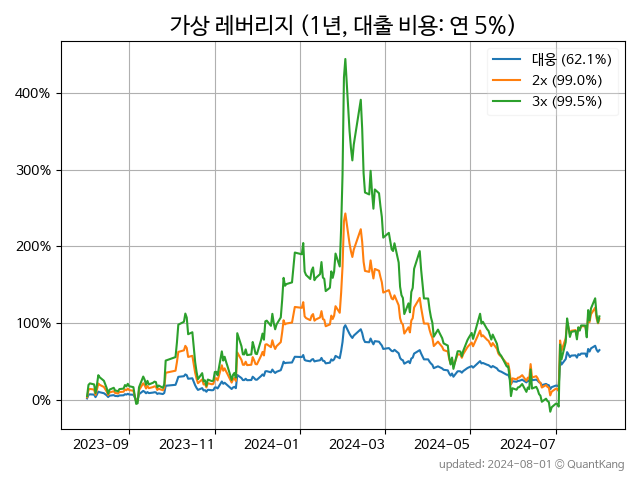 가상 레버리지 (1년, 대출 비용: 연 5%)
대웅 (62.1%)
2x (99.0%)
3x (99.5%)
400%
300%
200%
100%
0%
2023-09
2023-11
2024-01
2024-03
2024-05
2024-07
updated: 2024-08-01 © QuantKang